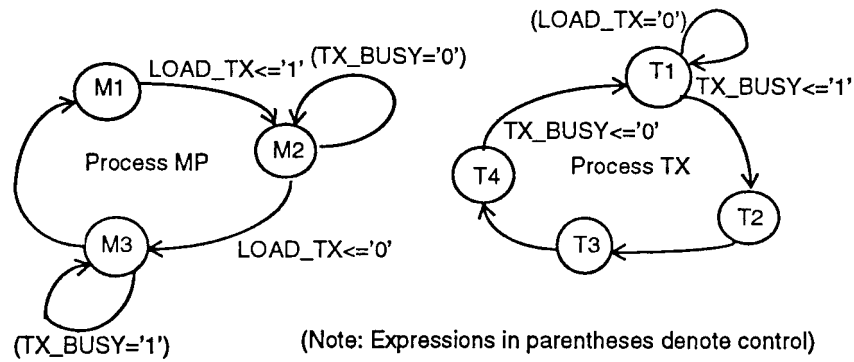 (LOAD_TX='0')
M1
LOAD_TX<='1'
(TX_BUSY='0')
T1
TX_BUSY<='1'
M2
Process MP
TX_BUSY<='0'
Process TX
T4
T2
M3
LOAD_TX<='0'
T3
(TX_BUSY='1')
(Note: Expressions in parentheses denote control)